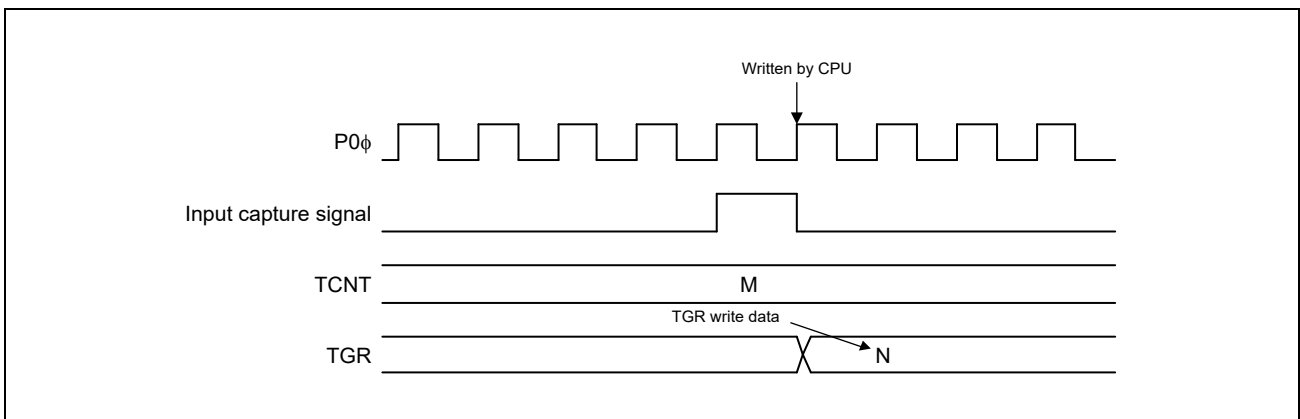 Written by CPU
P0ϕ
Input capture signal
TCNT
M
TGR write data
TGR
N